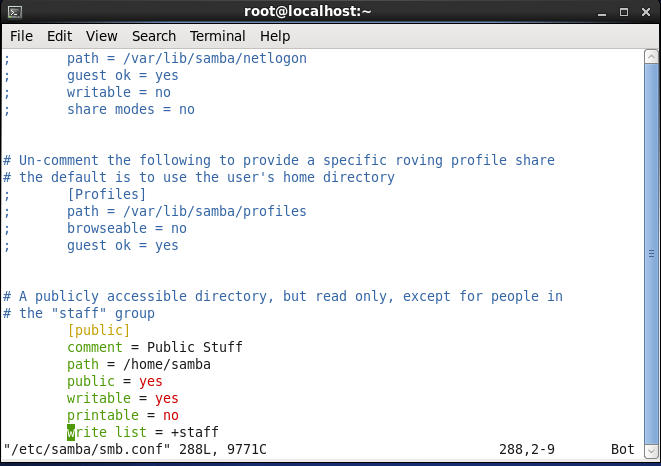 root@localhost:~
File Edit View Search Terminal Help
;       path = /var/lib/samba/netlogon
;       guest ok = yes
;       writable = no
;       share modes = no
# Un-comment the following to provide a specific roving profile share
# the default is to use the user's home directory
;       [Profiles]
;       path = /var/lib/samba/profiles
;       browseable = no
;       guest ok = yes
# A publicly accessible directory, but read only, except for people in
# the "staff" group
        [public]
        comment = Public Stuff
        path = /home/samba
        public = yes
        writable = yes
        printable = no
        write list = +staff
"/etc/samba/smb.conf" 288L, 9771C 288,2-9 Bot